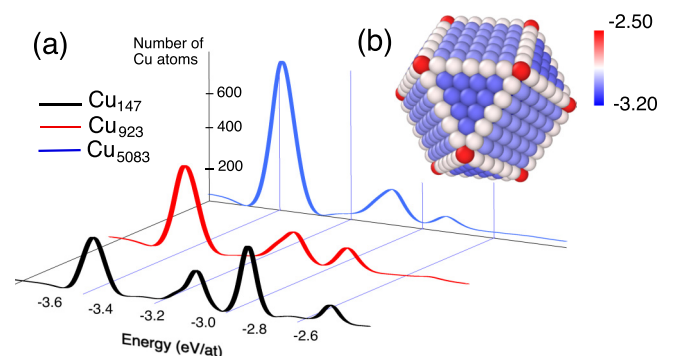 (a)
Number of
Cu atoms
600
400
200
Cu147
Cu923
Cu5083
-3.6
-3.4
-3.2
-3.0
-2.8
-2.6
Energy (eV/at)
(b)
-2.50
-3.20